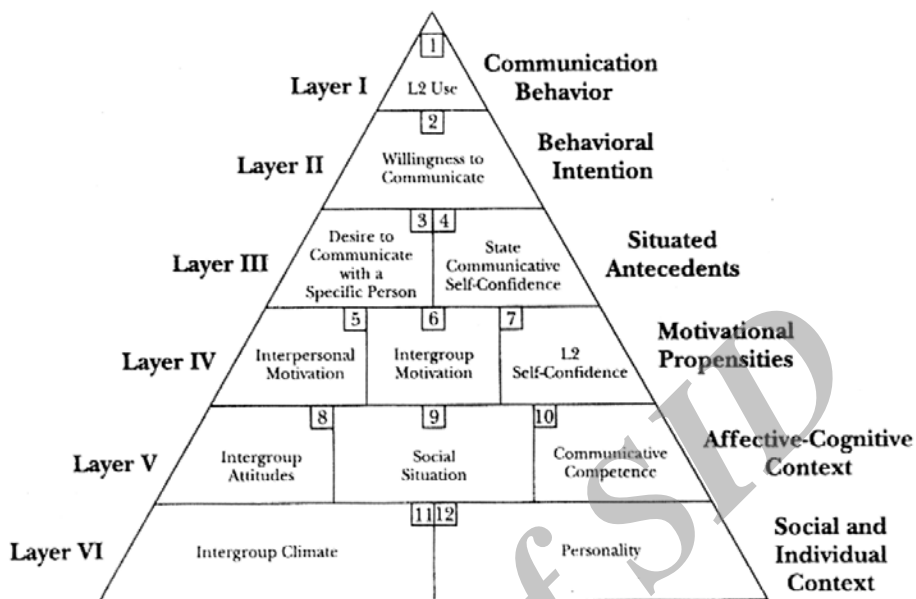 1
Layer I
L2 Use
Communication
Behavior
2
Layer II
Willingness to
Communicate
Behavioral
Intention
3 4
Layer III
Desire to
Communicate
with a
Specific Person
State
Communicative
Self-Confidence
Situated
Antecedents
5 6 7
Layer IV
Interpersonal
Motivation
Intergroup
Motivation
L2
Self-Confidence
Motivational
Propensities
8 9 10
Layer V
Intergroup
Attitudes
Social
Situation
Communicative
Competence
Affective-Cognitive
Context
11 12
Layer VI
Intergroup Climate
Personality
Social and
Individual
Context
of SID